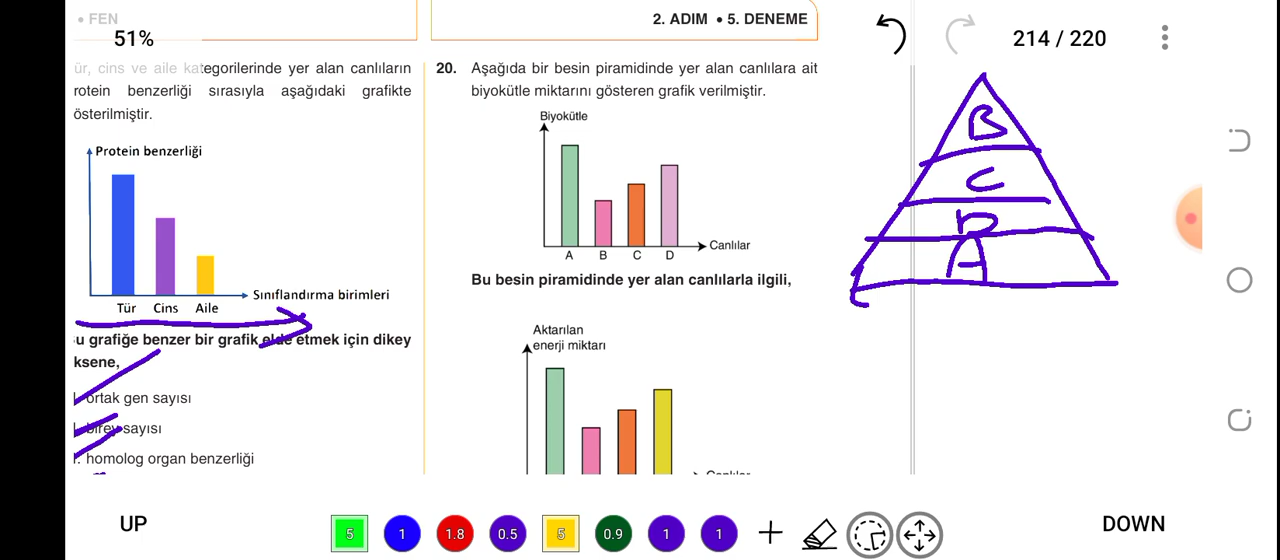 • FEN
51%
2. ADIM • 5. DENEME
214 / 220
ür, cins ve aile kategorilerinde yer alan canlıların
rotein benzerliği sırasıyla aşağıdaki grafikte
österilmiştir.
Protein benzerliği
Tür Cins Aile
Sınıflandırma birimleri
u grafiğe benzer bir grafik elde etmek için dikey
ksene,
ortak gen sayısı
birey sayısı
homolog organ benzerliği
20. Aşağıda bir besin piramidinde yer alan canlılara ait
biyokütle miktarını gösteren grafik verilmiştir.
Biyokütle
Canlılar
A B C D
Bu besin piramidinde yer alan canlılarla ilgili,
Aktarılan
enerji miktarı
B
C
D
A
UP
5 1 1.8 0.5 5 0.9 1 1
DOWN